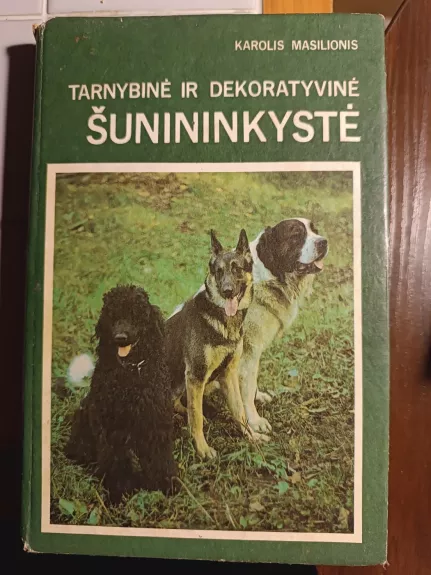 KAROLIS MASILIONIS
TARNYBINĖ IR DEKORATYVINĖ
ŠUNININKYSTĖ